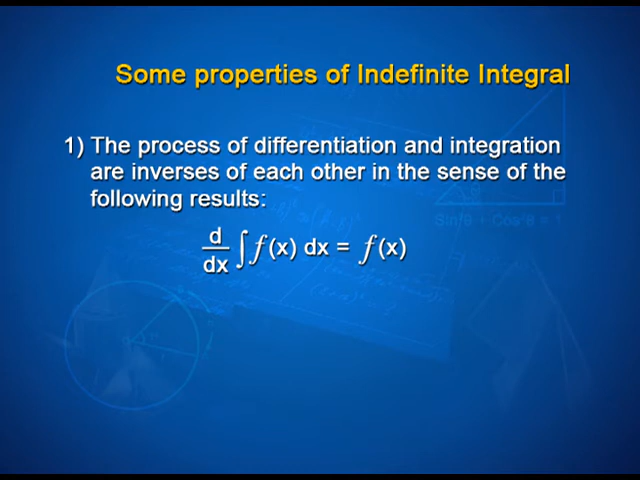 Some properties of Indefinite Integral
1) The process of differentiation and integration
are inverses of each other in the sense of the
following results:
d/dx ∫ f(x) dx = f(x)